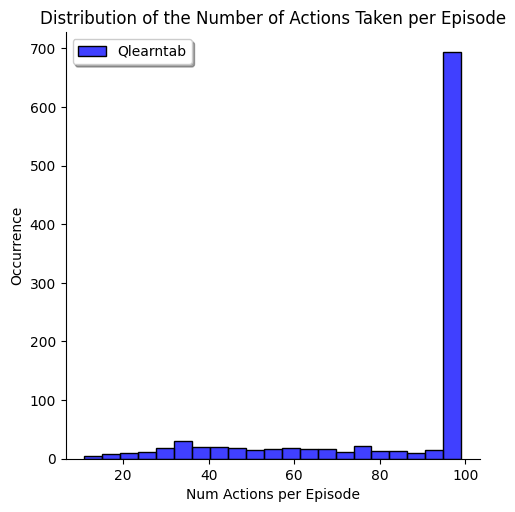 Distribution of the Number of Actions Taken per Episode
Qlearntab
Occurrence
700
600
500
400
300
200
100
0
20 40 60 80 100
Num Actions per Episode